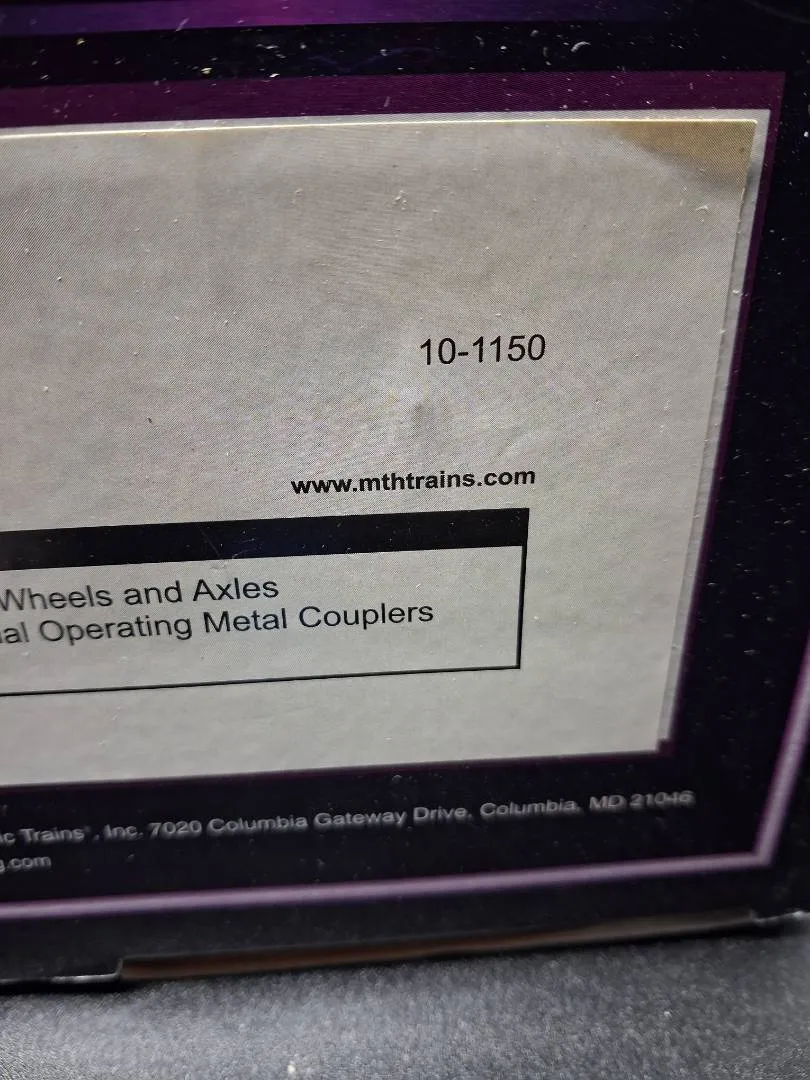 10-1150
www.mthtrains.com
Wheels and Axles
al Operating Metal Couplers
ic Trains®, Inc. 7020 Columbia Gateway Drive, Columbia, MD 21046
g.com